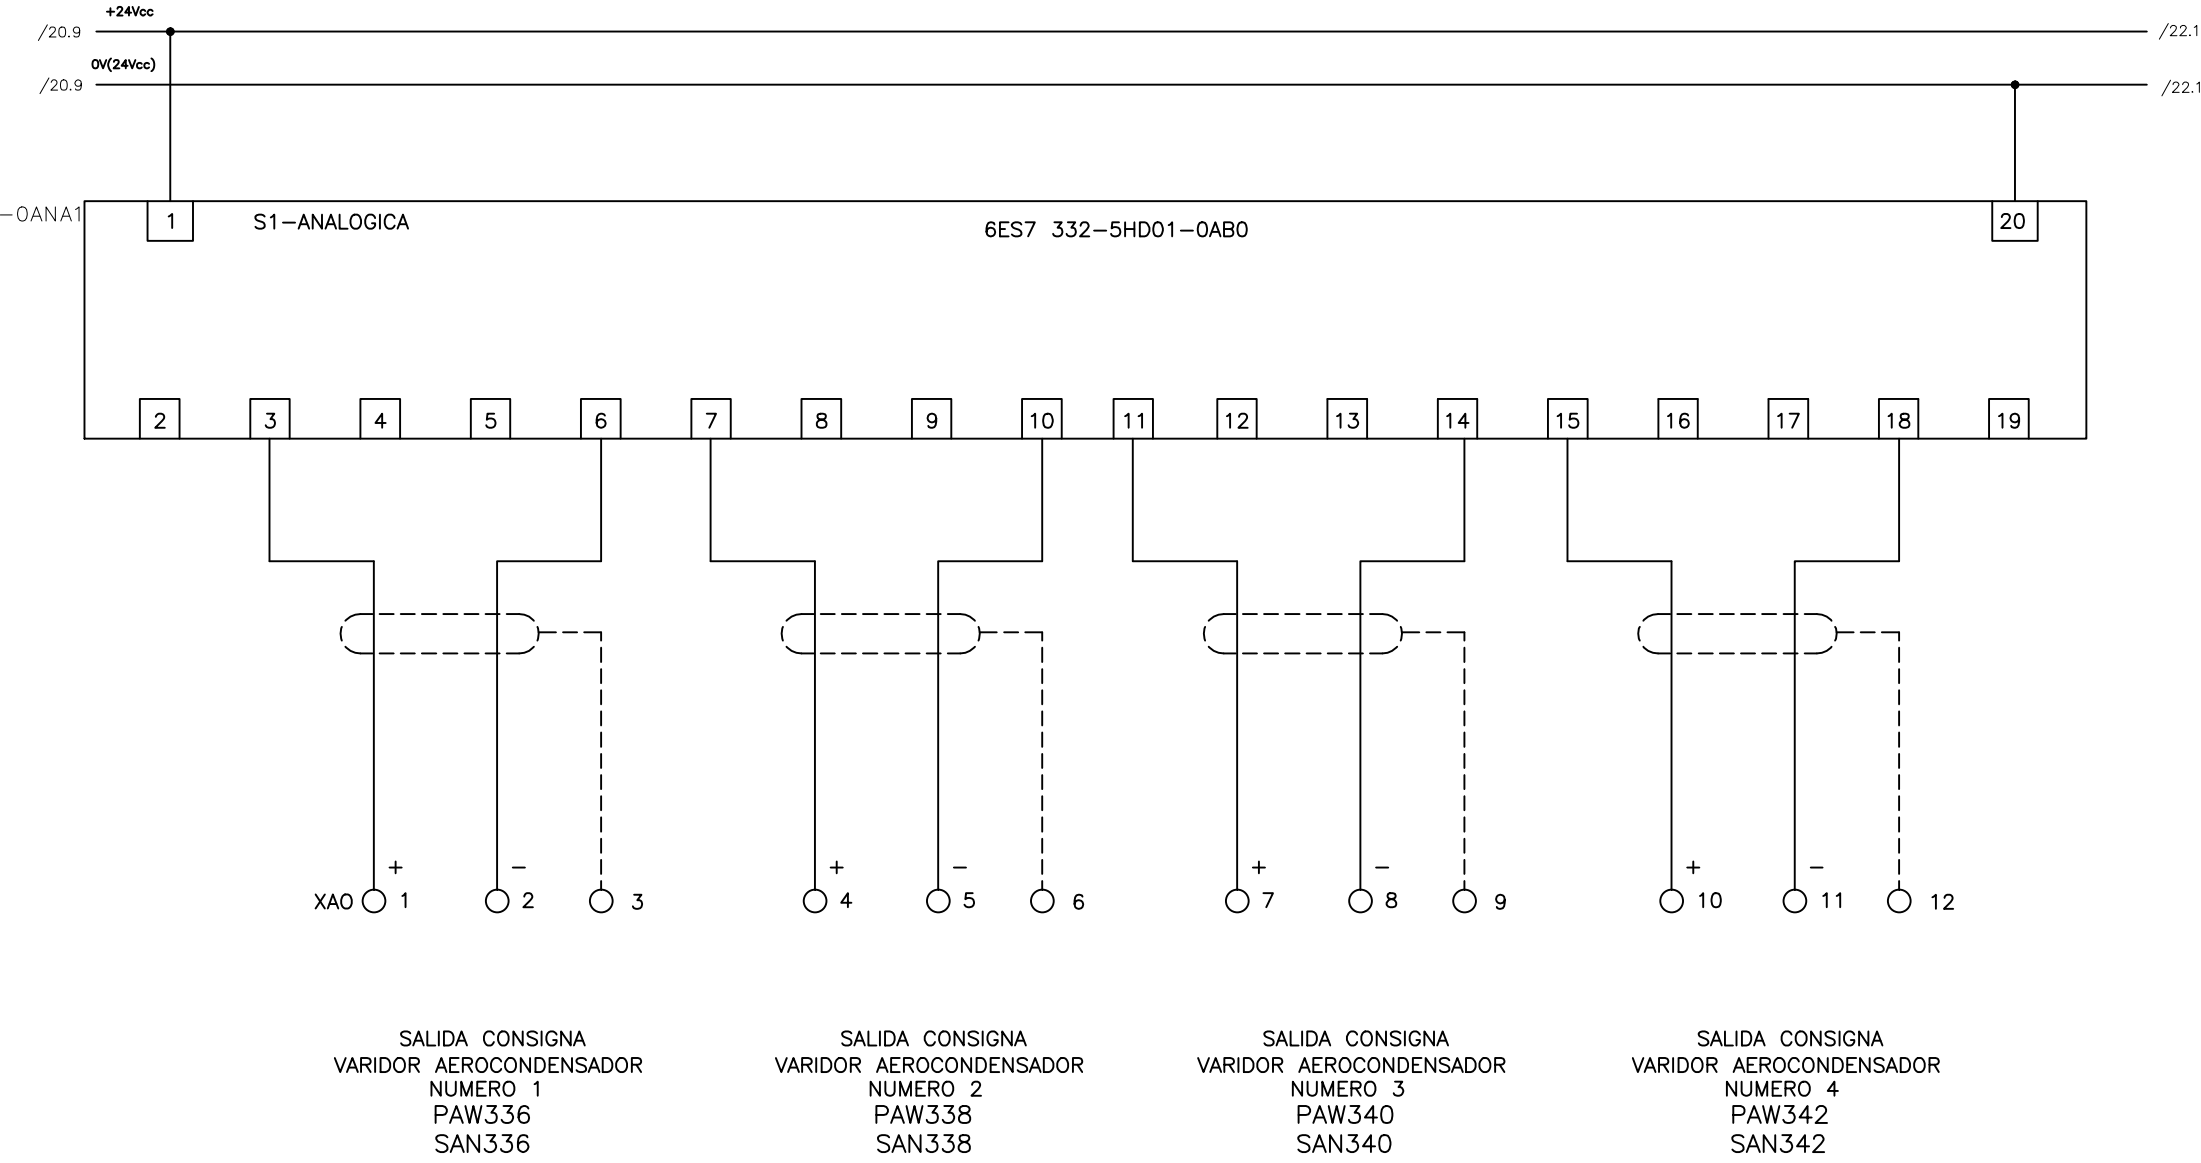 +24Vcc
/20.9 /22.1
0V(24Vcc)
/20.9 /22.1
-0ANA1 1 S1-ANALOGICA 6ES7 332-5HD01-0AB0 20
2 3 4 5 6 7 8 9 10 11 12 13 14 15 16 17 18 19
+ - + - + - + -
XAO 1 2 3 4 5 6 7 8 9 10 11 12
SALIDA CONSIGNA
VARIDOR AEROCONDENSADOR
NUMERO 1
PAW336
SAN336
SALIDA CONSIGNA
VARIDOR AEROCONDENSADOR
NUMERO 2
PAW338
SAN338
SALIDA CONSIGNA
VARIDOR AEROCONDENSADOR
NUMERO 3
PAW340
SAN340
SALIDA CONSIGNA
VARIDOR AEROCONDENSADOR
NUMERO 4
PAW342
SAN342